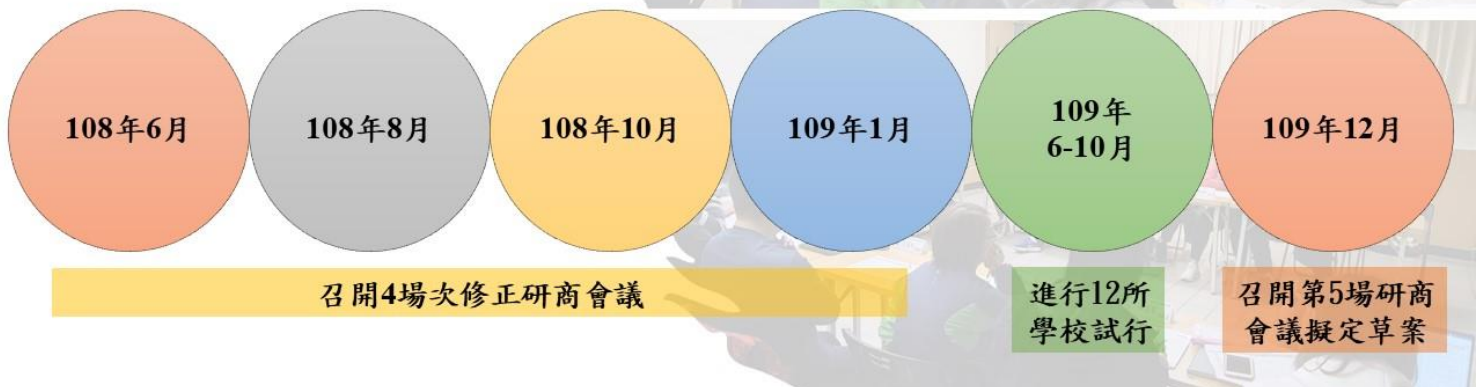 108年6月
108年8月
108年10月
109年1月
109年
6-10月
109年12月
召開4場次修正研商會議
進行12所
學校試行
召開第5場研商
會議擬定草案